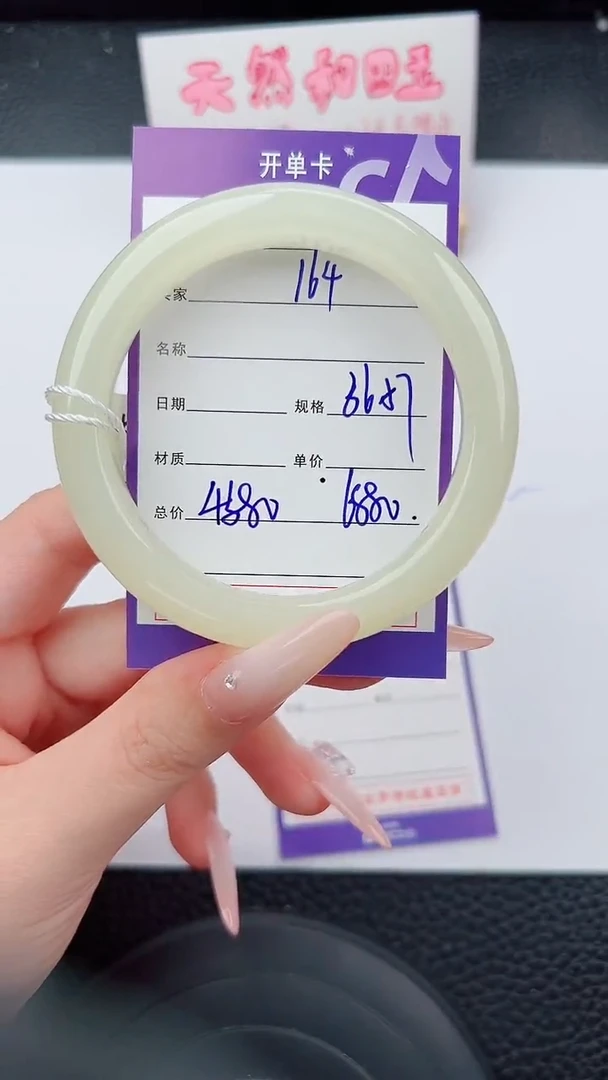 天然和田玉
开单卡
家 164
名称
日期 规格
材质 单价
总价 4580 6880.